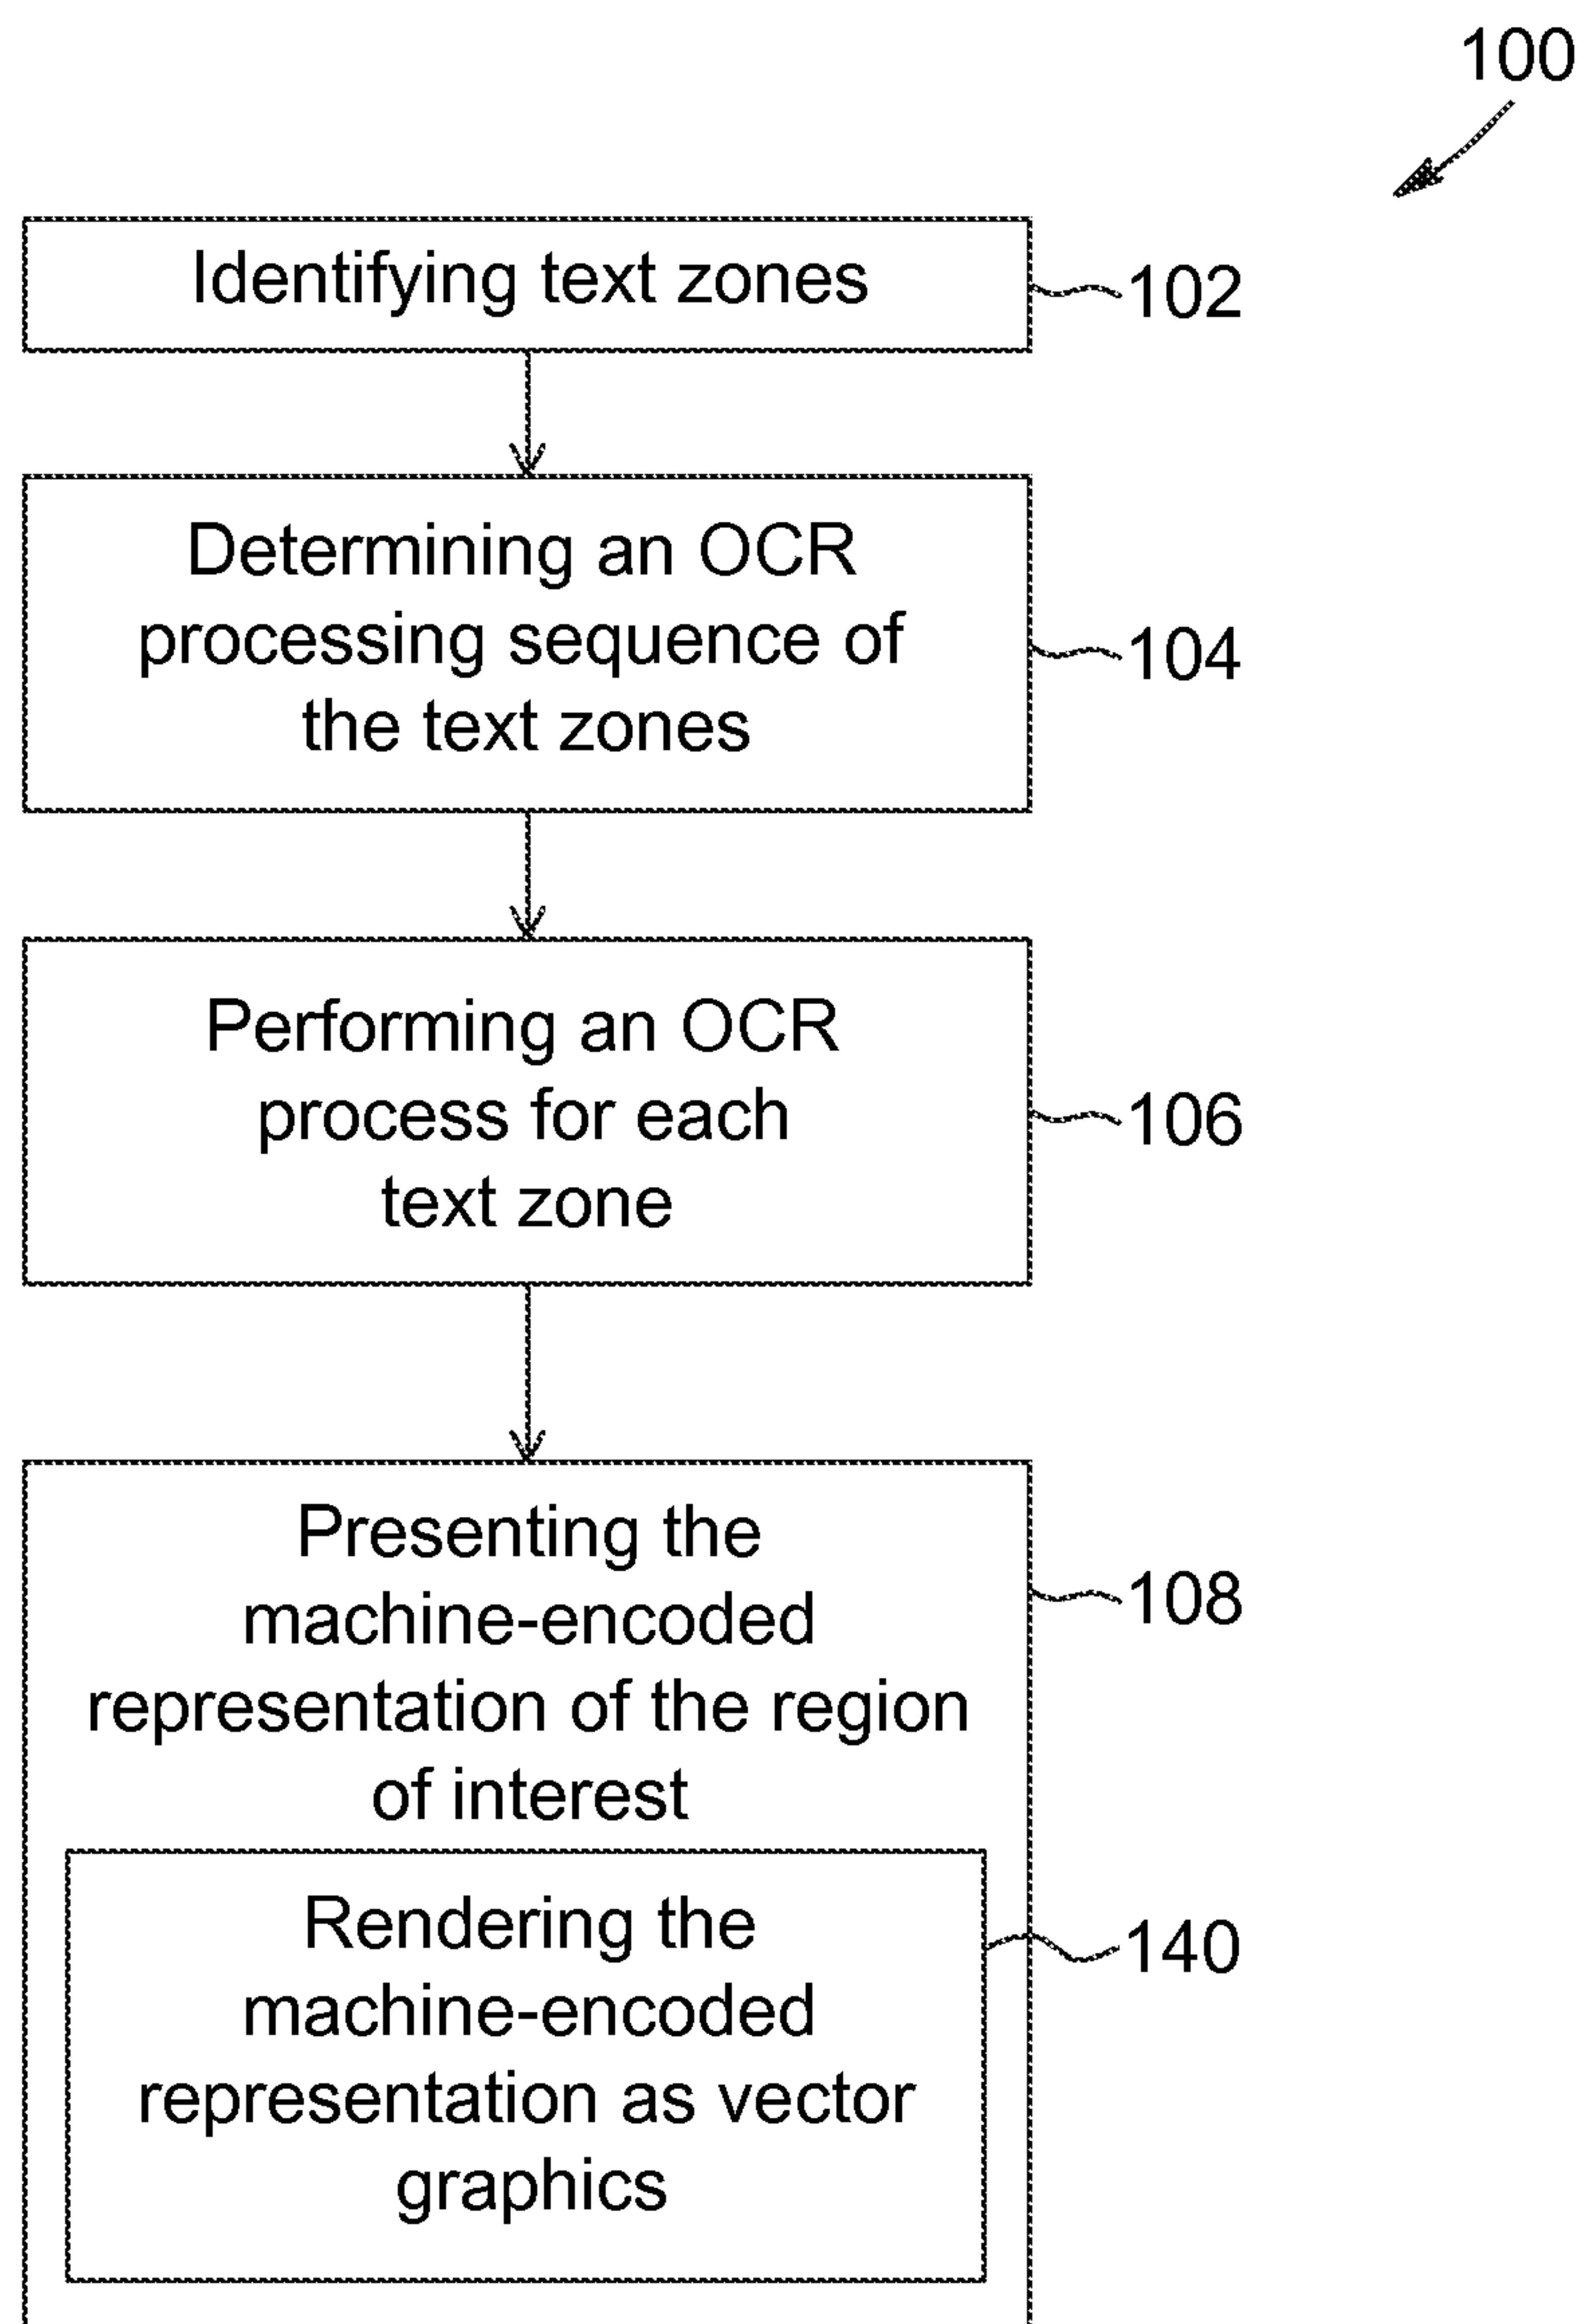 100
Identifying text zones
102
Determining an OCR
processing sequence of
the text zones
104
Performing an OCR
process for each
text zone
106
Presenting the
machine-encoded
representation of the region
of interest
108
Rendering the
machine-encoded
representation as vector
graphics
140